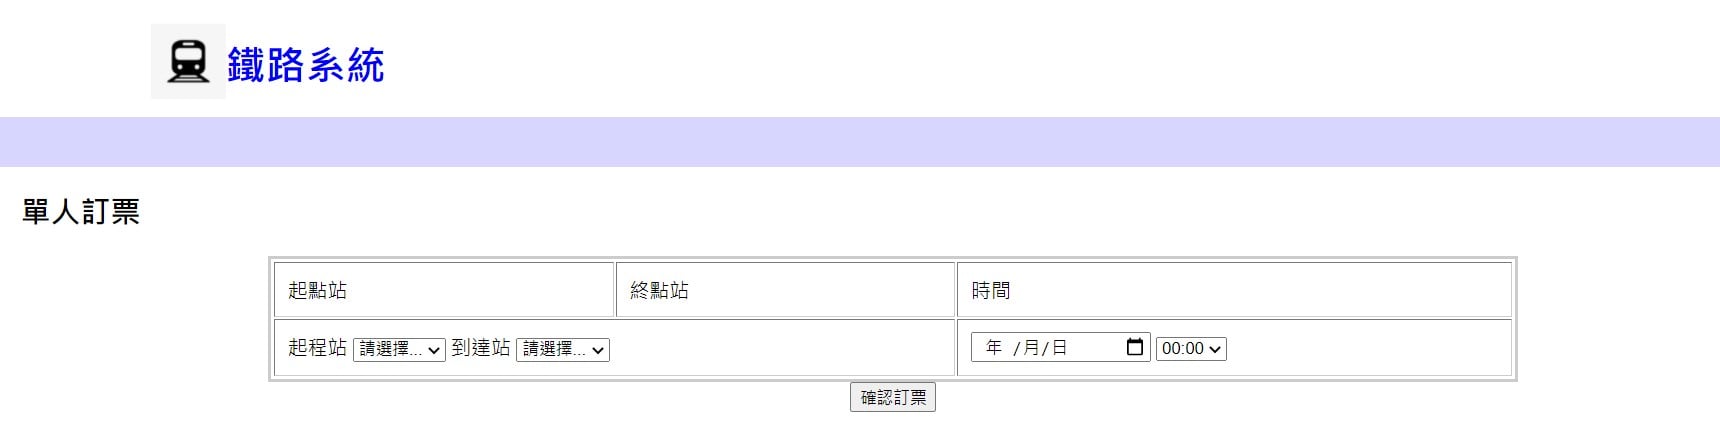 鐵路系統
單人訂票
起點站 終點站 時間
起程站 請選擇... 到達站 請選擇... 年 /月/日 00:00
確認訂票